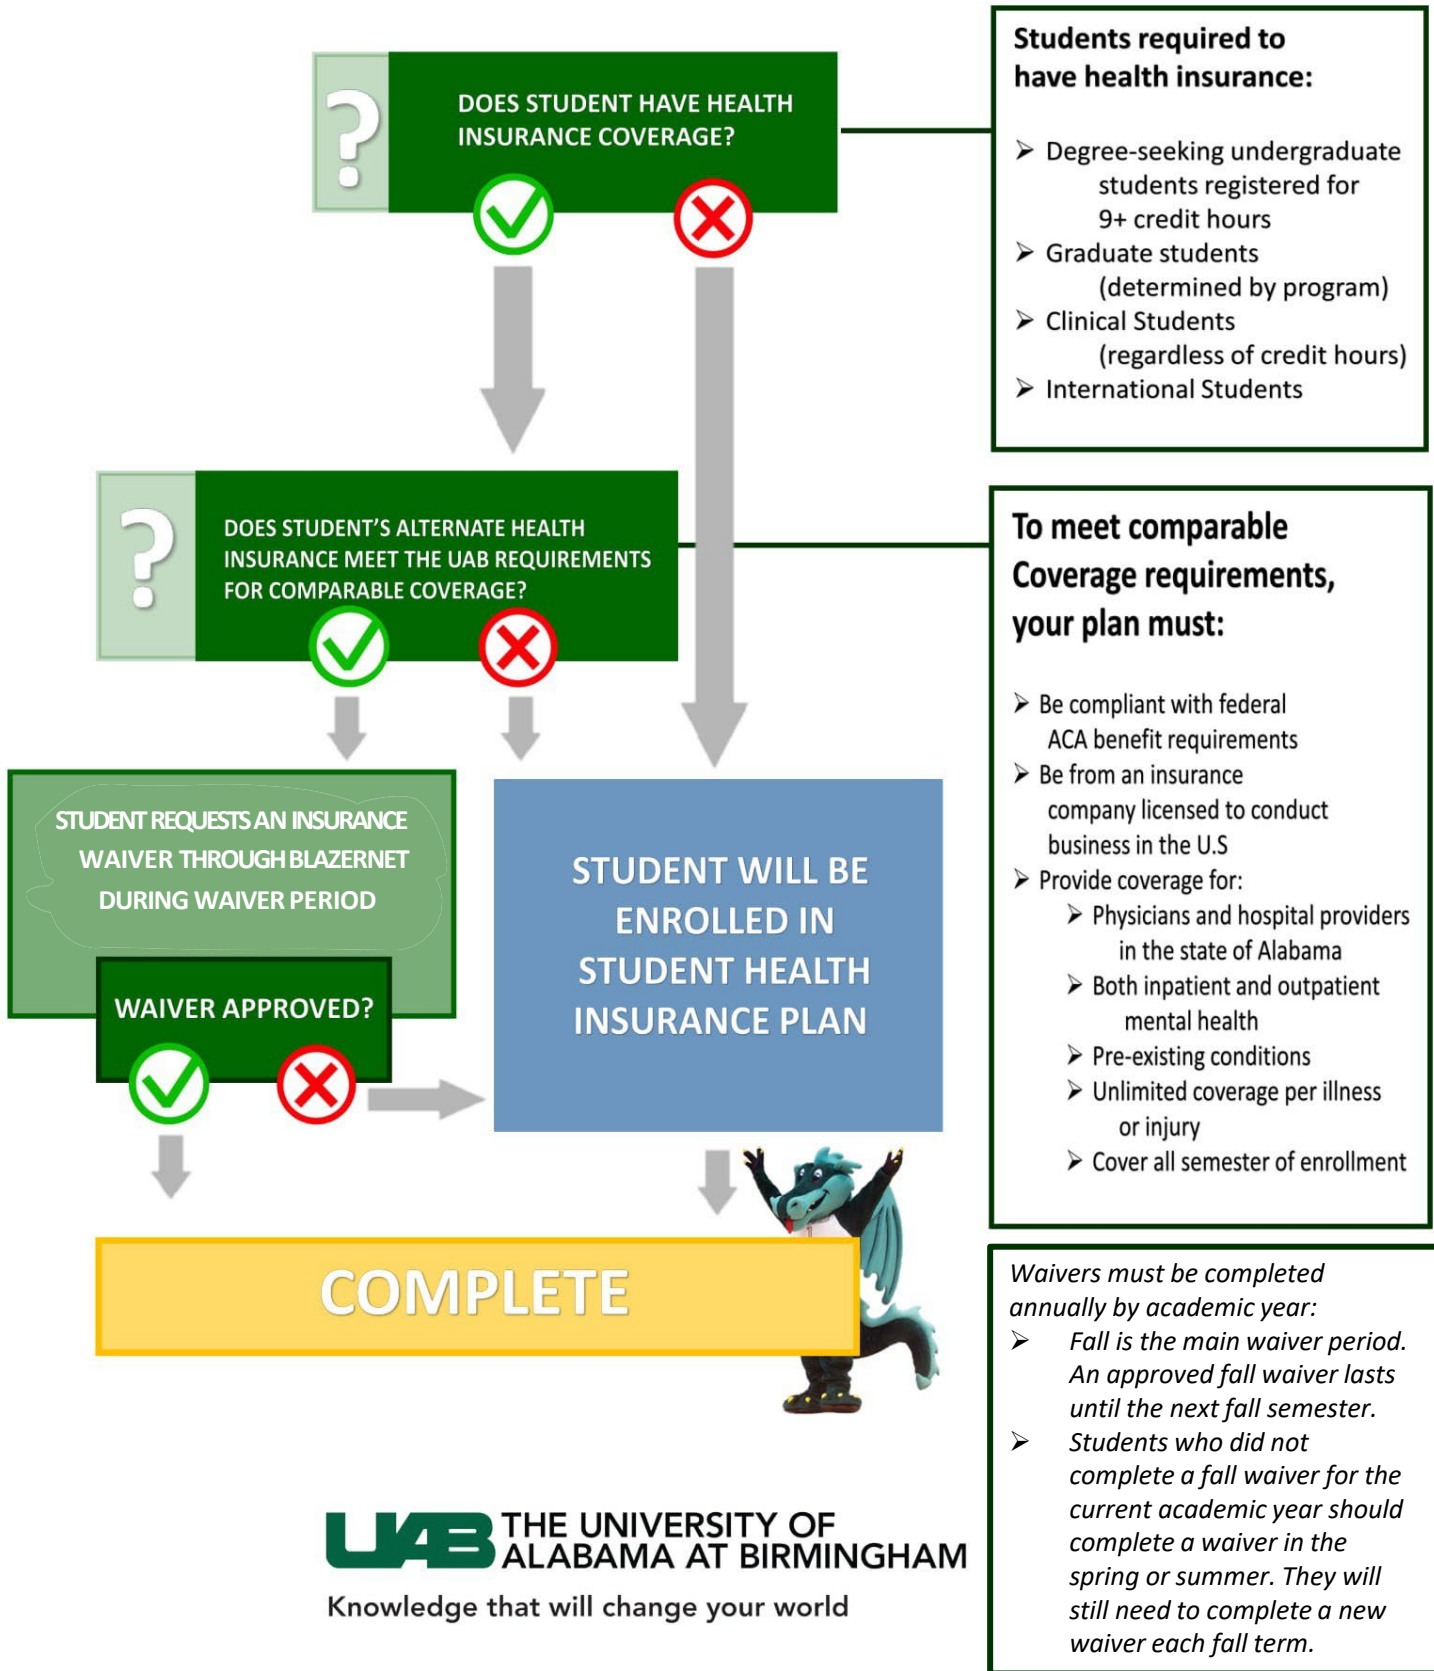 ?
DOES STUDENT HAVE HEALTH
INSURANCE COVERAGE?
Students required to
have health insurance:
➢ Degree-seeking undergraduate
students registered for
9+ credit hours
➢ Graduate students
(determined by program)
➢ Clinical Students
(regardless of credit hours)
➢ International Students
?
DOES STUDENT’S ALTERNATE HEALTH
INSURANCE MEET THE UAB REQUIREMENTS
FOR COMPARABLE COVERAGE?
To meet comparable
Coverage requirements,
your plan must:
➢ Be compliant with federal
ACA benefit requirements
➢ Be from an insurance
company licensed to conduct
business in the U.S
➢ Provide coverage for:
➢ Physicians and hospital providers
in the state of Alabama
➢ Both inpatient and outpatient
mental health
➢ Pre-existing conditions
➢ Unlimited coverage per illness
or injury
➢ Cover all semester of enrollment
STUDENT REQUESTS AN INSURANCE
WAIVER THROUGH BLAZERNET
DURING WAIVER PERIOD
WAIVER APPROVED?
STUDENT WILL BE
ENROLLED IN
STUDENT HEALTH
INSURANCE PLAN
COMPLETE
Waivers must be completed
annually by academic year:
➢ Fall is the main waiver period.
An approved fall waiver lasts
until the next fall semester.
➢ Students who did not
complete a fall waiver for the
current academic year should
complete a waiver in the
spring or summer. They will
still need to complete a new
waiver each fall term.
UAB THE UNIVERSITY OF
ALABAMA AT BIRMINGHAM
Knowledge that will change your world